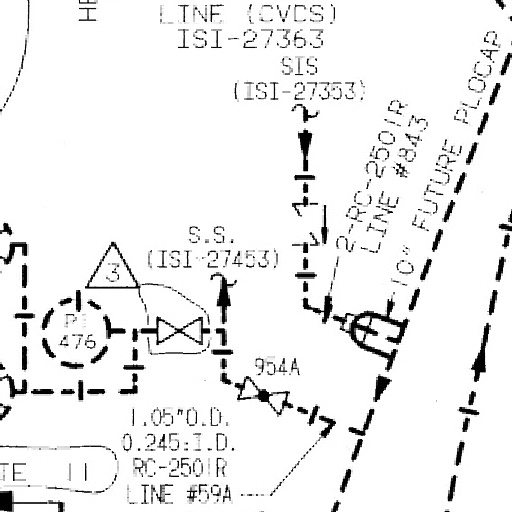 HE
LINE (CVCS)
ISI-27363
SIS
(ISI-27353)
2-RC-2501R
LINE #843
10" FUTURE PLOCAP
S.S.
(ISI-27453)
3
476
954A
1.05"O.D.
0.245:I.D.
RC-2501R
LINE #59A
TE 11